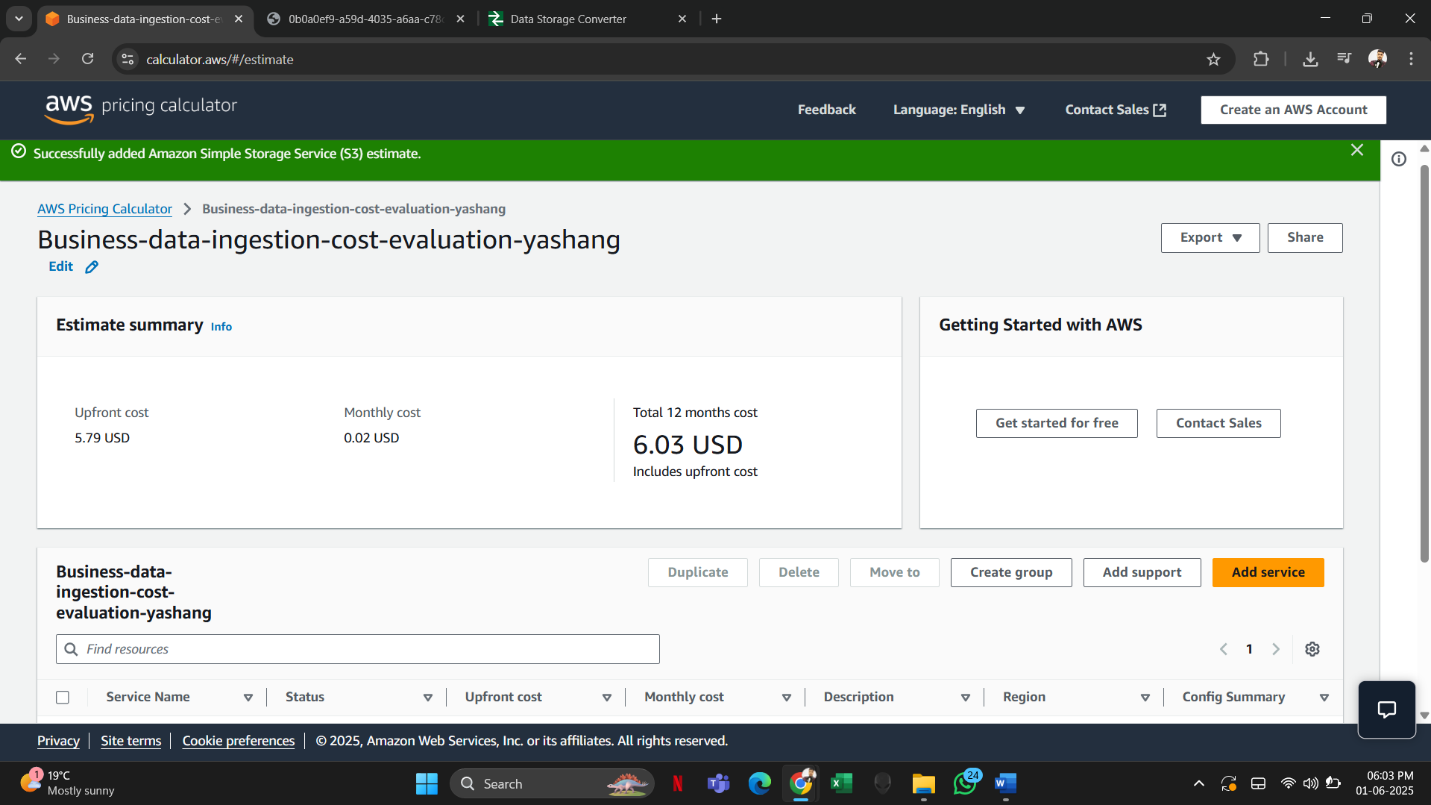 Business-data-ingestion-cost-e
0b0a0ef9-a59d-4035-a6aa-c78
Data Storage Converter
calculator.aws/#/estimate
aws pricing calculator
Feedback
Language: English
Contact Sales
Create an AWS Account
Successfully added Amazon Simple Storage Service (S3) estimate.
AWS Pricing Calculator
Business-data-ingestion-cost-evaluation-yashang
Business-data-ingestion-cost-evaluation-yashang
Edit
Export
Share
Estimate summary Info
Getting Started with AWS
Upfront cost
5.79 USD
Monthly cost
0.02 USD
Total 12 months cost
6.03 USD
Includes upfront cost
Get started for free
Contact Sales
Business-data-
ingestion-cost-
evaluation-yashang
Duplicate
Delete
Move to
Create group
Add support
Add service
Find resources
1
Service Name
Status
Upfront cost
Monthly cost
Description
Region
Config Summary
Privacy
Site terms
Cookie preferences
© 2025, Amazon Web Services, Inc. or its affiliates. All rights reserved.
1
19°C
Mostly sunny
Search
24
06:03 PM
01-06-2025